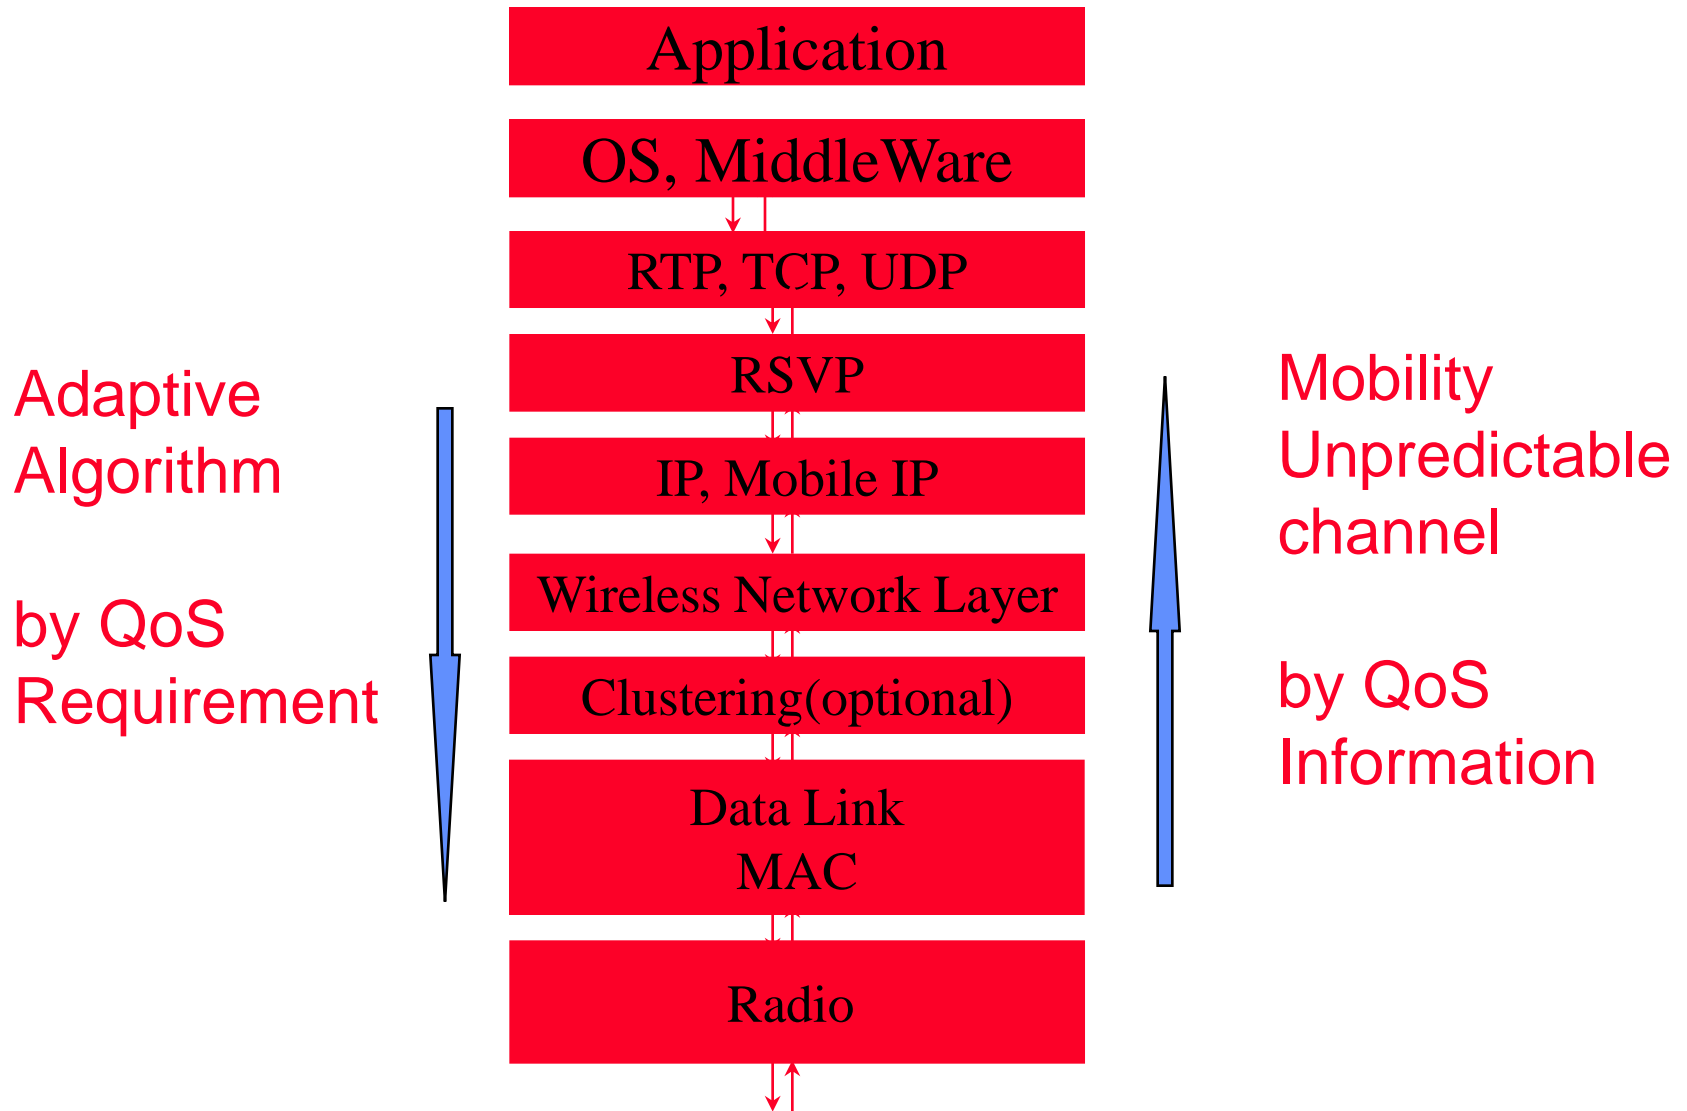 Application
OS, MiddleWare
RTP, TCP, UDP
RSVP
IP, Mobile IP
Wireless Network Layer
Clustering(optional)
Data Link
MAC
Radio
Adaptive
Algorithm
by QoS
Requirement
Mobility
Unpredictable
channel
by QoS
Information